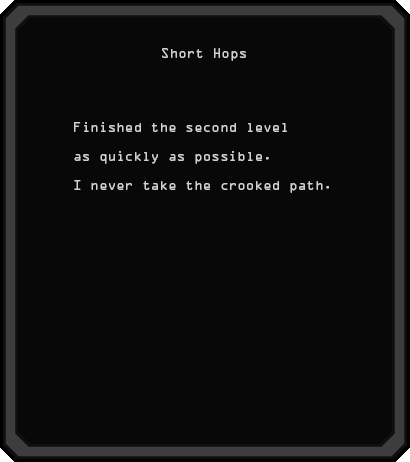 Short Hops
Finished the second level
as quickly as possible.
I never take the crooked path.